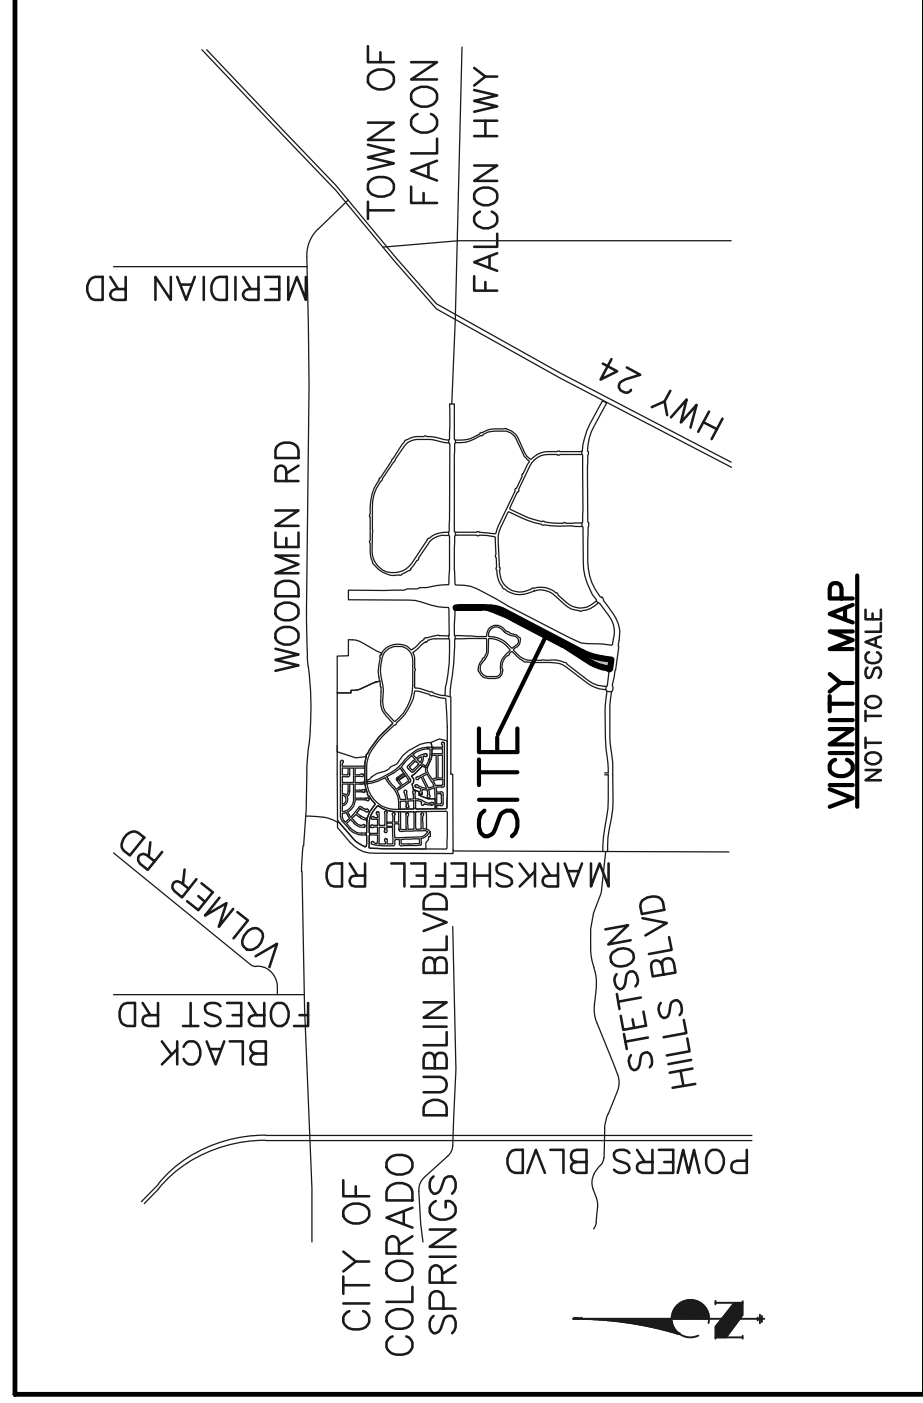 MERIDIAN RD
TOWN OF
FALCON
FALCON HWY
HWY 24
WOODMEN RD
SITE
MARKSHEFEL RD
VOLMER RD
BLACK
FOREST RD
DUBLIN BLVD
STETSON
HILLS BLVD
POWERS BLVD
CITY OF
COLORADO
SPRINGS
N
VICINITY MAP
NOT TO SCALE